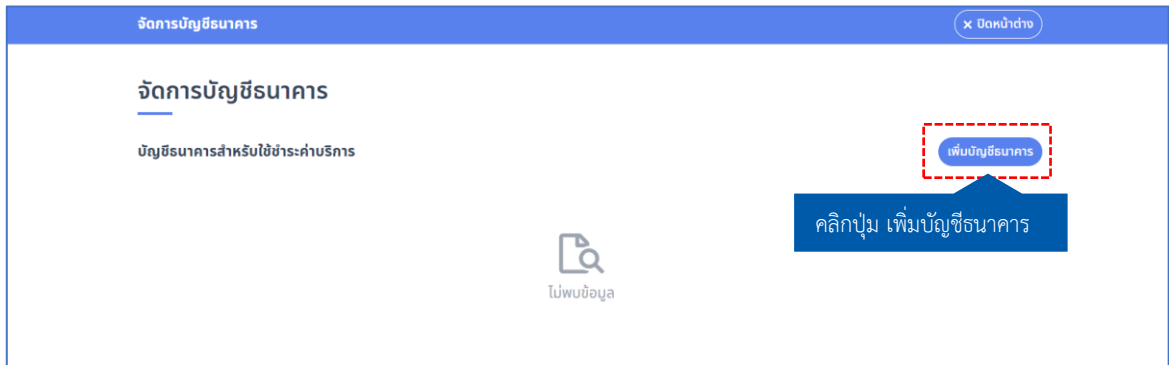 จัดการบัญชีธนาคาร
× ปิดหน้าต่าง
จัดการบัญชีธนาคาร
บัญชีธนาคารสำหรับใช้ชำระค่าบริการ
เพิ่มบัญชีธนาคาร
คลิกปุ่ม เพิ่มบัญชีธนาคาร
ไม่พบข้อมูล